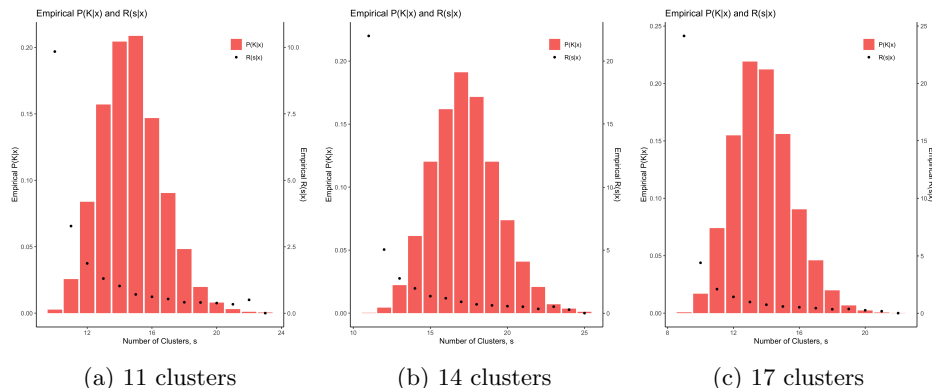 Empirical P(K|x) and R(s|x)
P(K|x)
R(s|x)
0.20
0.15
0.10
0.05
0.00
Empirical P(K|x)
10.0
7.5
5.0
2.5
0.0
Empirical R(s|x)
12
16
20
24
Number of Clusters, s
(a) 11 clusters
Empirical P(K|x) and R(s|x)
P(K|x)
R(s|x)
0.20
0.15
0.10
0.05
0.00
Empirical P(K|x)
20
15
10
5
0
Empirical R(s|x)
10
15
20
25
Number of Clusters, s
(b) 14 clusters
Empirical P(K|x) and R(s|x)
P(K|x)
R(s|x)
0.25
0.20
0.15
0.10
0.05
0.00
Empirical P(K|x)
25
20
15
10
5
0
Empirical R(s|x)
8
12
16
20
Number of Clusters, s
(c) 17 clusters